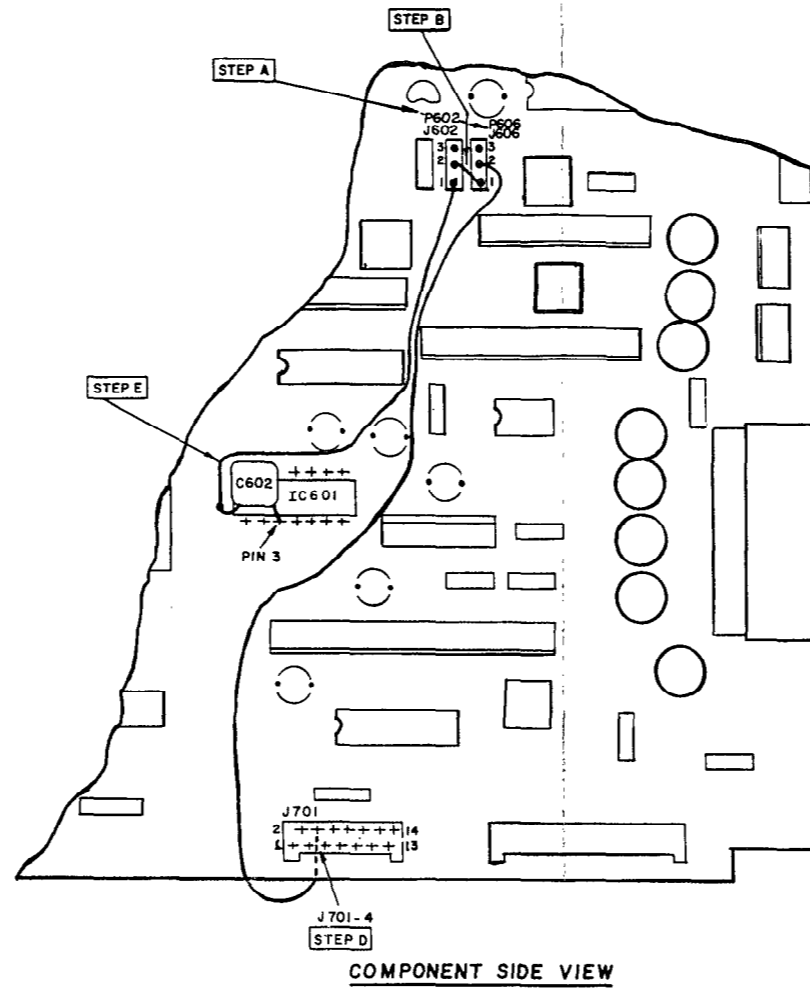 STEP B
STEP A
P602 P606
J602 J606
3 3
2 2
1 1
STEP E
C602
IC601
PIN 3
J701
2 14
1 13
J701-4
STEP D
COMPONENT SIDE VIEW